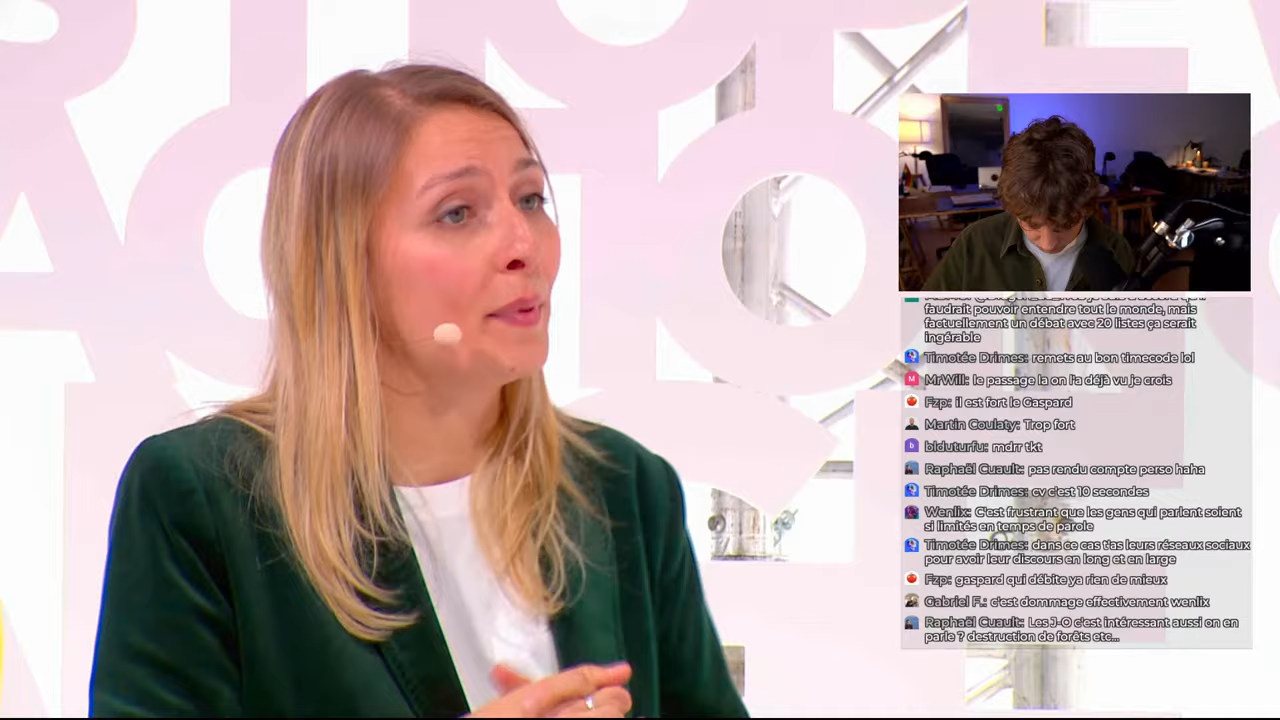 faudrait pouvoir entendre tout le monde, mais
factuellement un débat avec 20 listes ça serait
ingérable
Timotée Drimes: remets au bon timecode lol
M
MrWill: le passage la on l'a déjà vu je crois
Fzp: il est fort le Gaspard
Martin Coulaty: Trop fort
b
biduturfu: mdrr tkt
Raphaël Cuault: pas rendu compte perso haha
Timotée Drimes: cv c'est 10 secondes
Wenlix: C'est frustrant que les gens qui parlent soient
si limités en temps de parole
Timotée Drimes: dans ce cas t'as leurs réseaux sociaux
pour avoir leur discours en long et en large
Fzp: gaspard qui débite ya rien de mieux
Gabriel F.: c'est dommage effectivement wenlix
Raphaël Cuault: Les J-O c'est intéressant aussi on en
parle ? destruction de forêts etc...